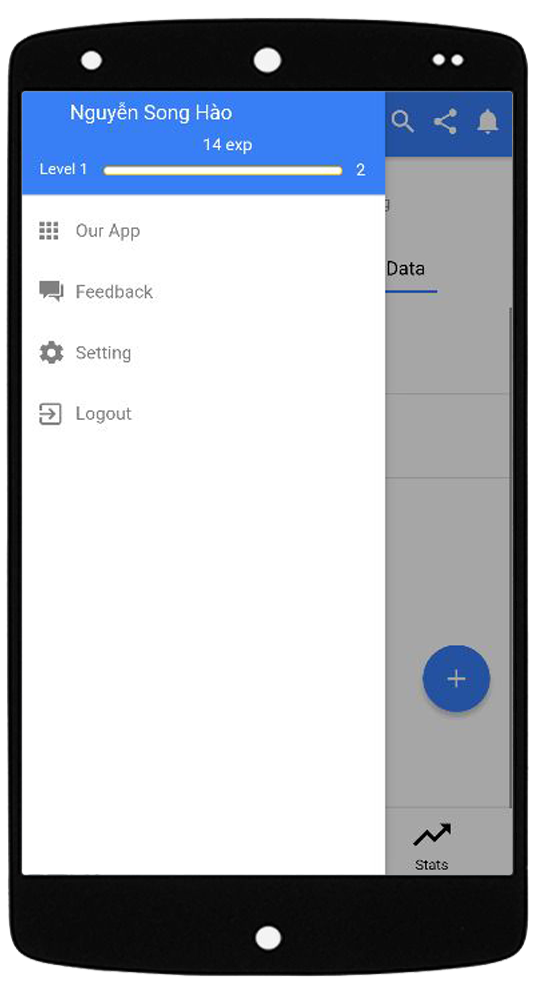 Nguyễn Song Hào
14 exp
Level 1 2
Our App
Feedback
Setting
Logout
Data
Stats